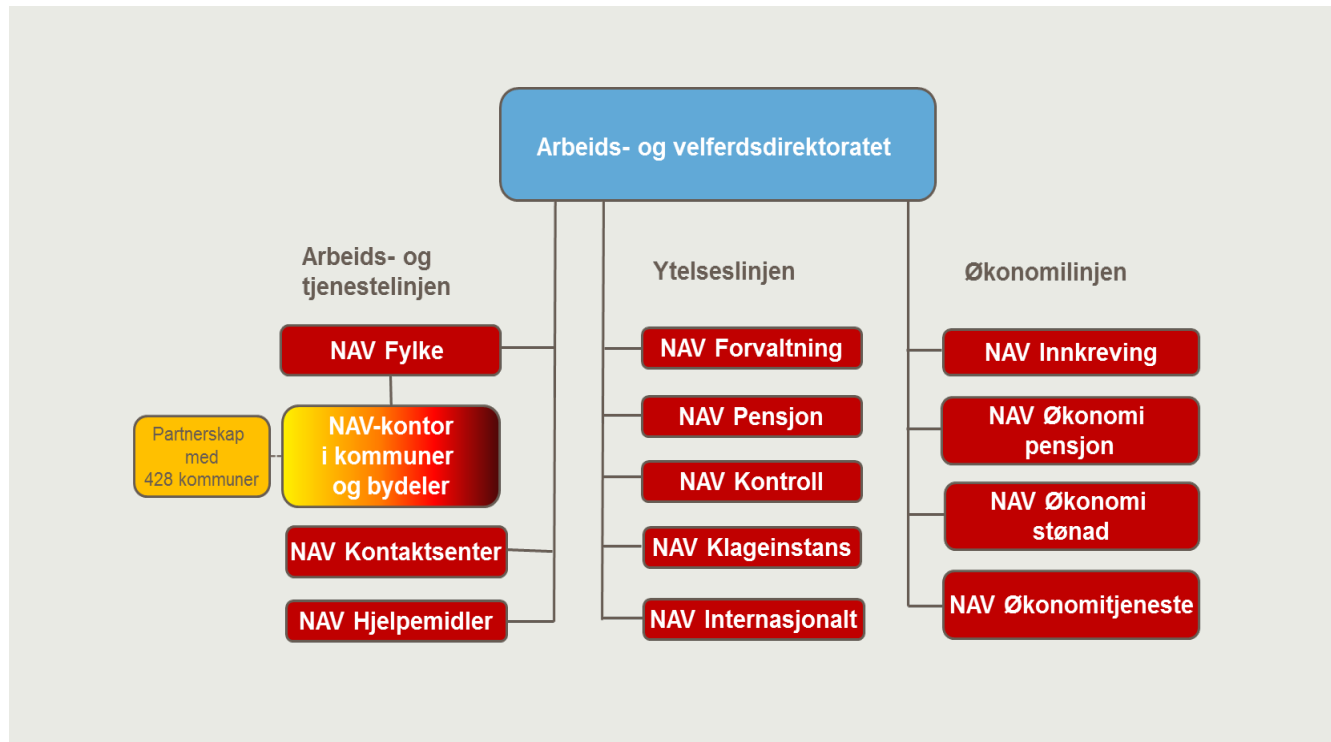 Arbeids- og velferdsdirektoratet
Arbeids- og
tjenestelinjen
NAV Fylke
NAV-kontor
i kommuner
og bydeler
Partnerskap
med
428 kommuner
NAV Kontaktsenter
NAV Hjelpemidler
Ytelseslinjen
NAV Forvaltning
NAV Pensjon
NAV Kontroll
NAV Klageinstans
NAV Internasjonalt
Økonomilinjen
NAV Innkreving
NAV Økonomi
pensjon
NAV Økonomi
stønad
NAV Økonomitjeneste